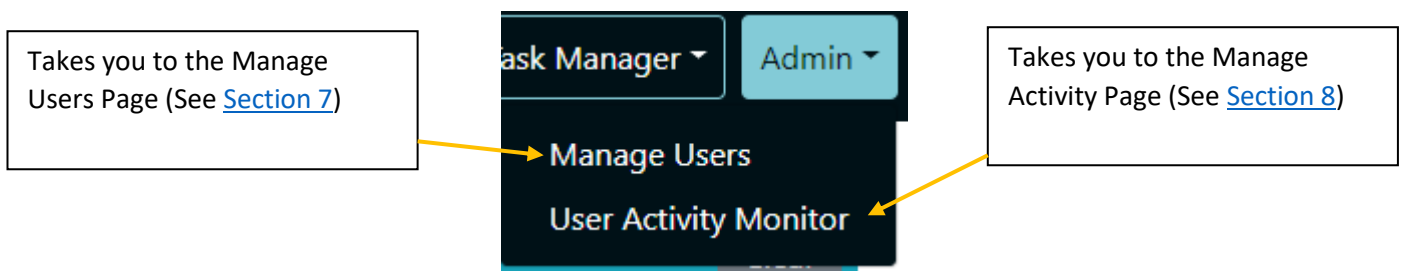 Takes you to the Manage
Users Page (See Section 7)
ask Manager
Admin
Manage Users
User Activity Monitor
Takes you to the Manage
Activity Page (See Section 8)